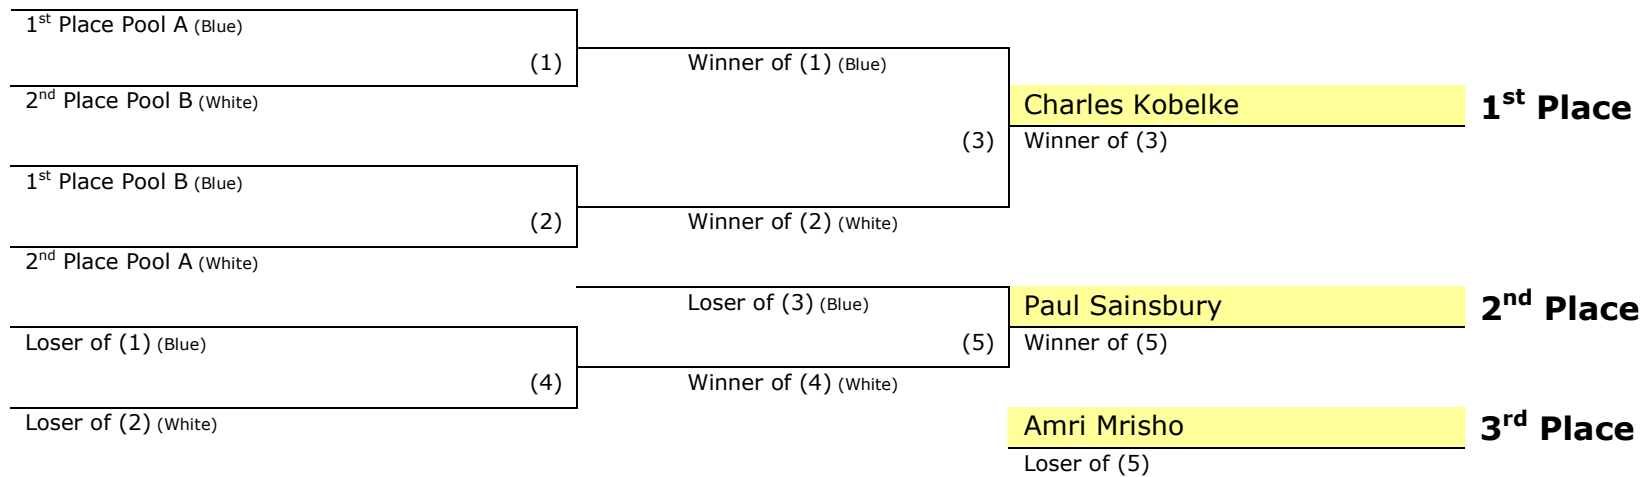 1st Place Pool A (Blue)
(1)
Winner of (1) (Blue)
2nd Place Pool B (White)
Charles Kobelke
1st Place
(3)
Winner of (3)
1st Place Pool B (Blue)
(2)
Winner of (2) (White)
2nd Place Pool A (White)
Loser of (3) (Blue)
Paul Sainsbury
2nd Place
Loser of (1) (Blue)
(5)
Winner of (5)
(4)
Winner of (4) (White)
Loser of (2) (White)
Amri Mrisho
3rd Place
Loser of (5)